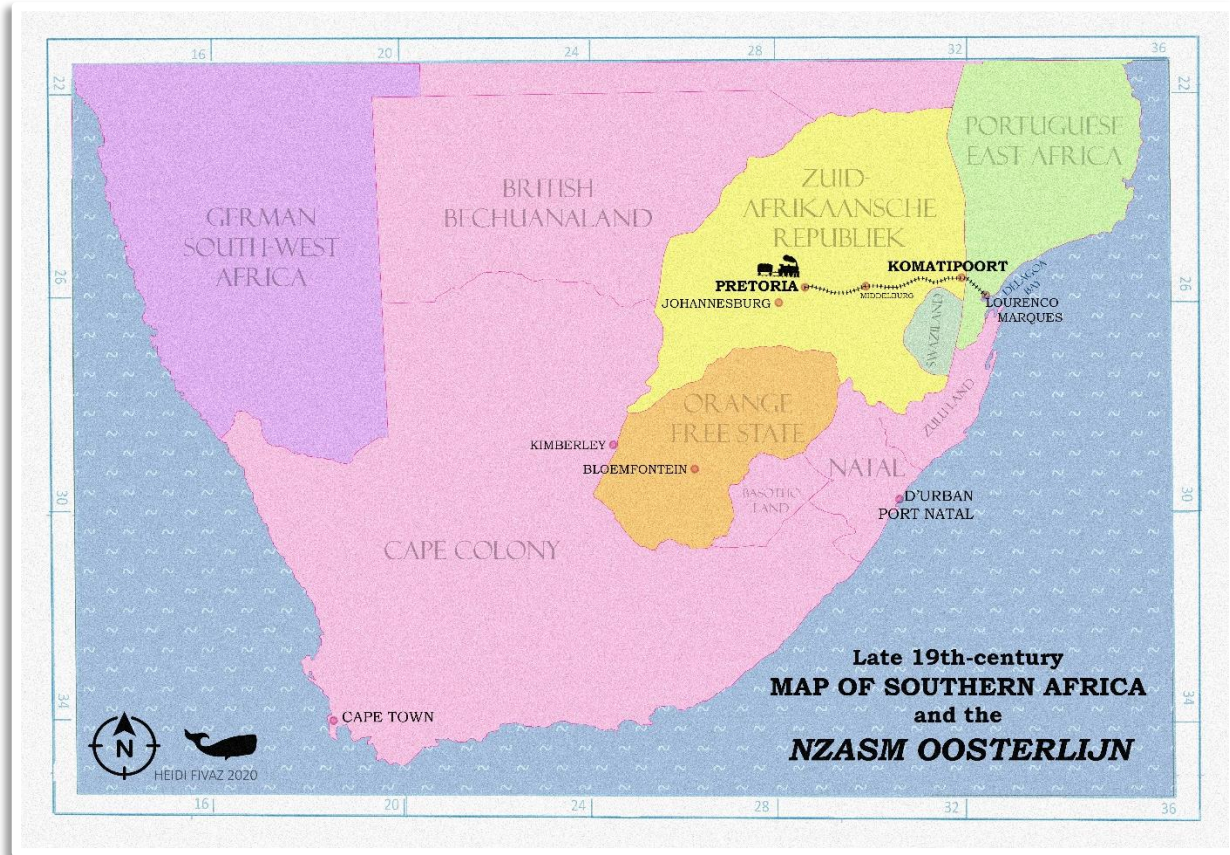 16 20 24 28 32 36
22 22
GERMAN
SOUTH-WEST
AFRICA
BRITISH
BECHUANALAND
ZUID-
AFRIKAANSCHE
REPUBLIEK
PORTUGUESE
EAST AFRICA
26 26
PRETORIA
JOHANNESBURG
MIDDELBURG
KOMATIPOORT
DELAGOA
BAY
LOURENCO
MARQUES
SWAZILAND
ZULU LAND
ORANGE
FREE STATE
KIMBERLEY
BLOEMFONTEIN
BASOTHO
LAND
NATAL
D'URBAN
PORT NATAL
30 30
CAPE COLONY
34 34
CAPE TOWN
Late 19th-century
MAP OF SOUTHERN AFRICA
and the
NZASM OOSTERLIJN
N
HEIDI FIVAZ 2020
16 20 24 28 32 36